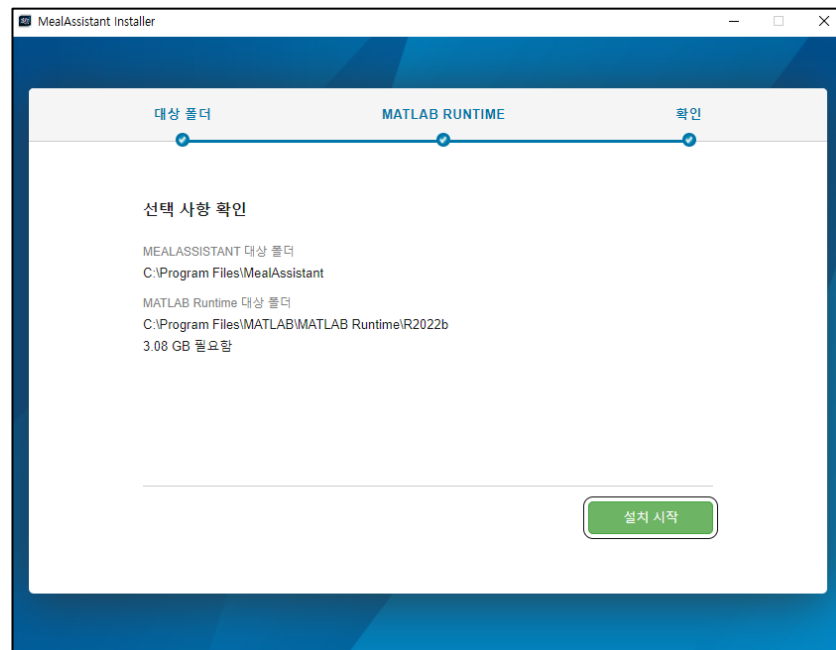 MealAssistant Installer
대상 폴더
MATLAB RUNTIME
확인
선택 사항 확인
MEALASSISTANT 대상 폴더
C:\Program Files\MealAssistant
MATLAB Runtime 대상 폴더
C:\Program Files\MATLAB\MATLAB Runtime\R2022b
3.08 GB 필요함
설치 시작